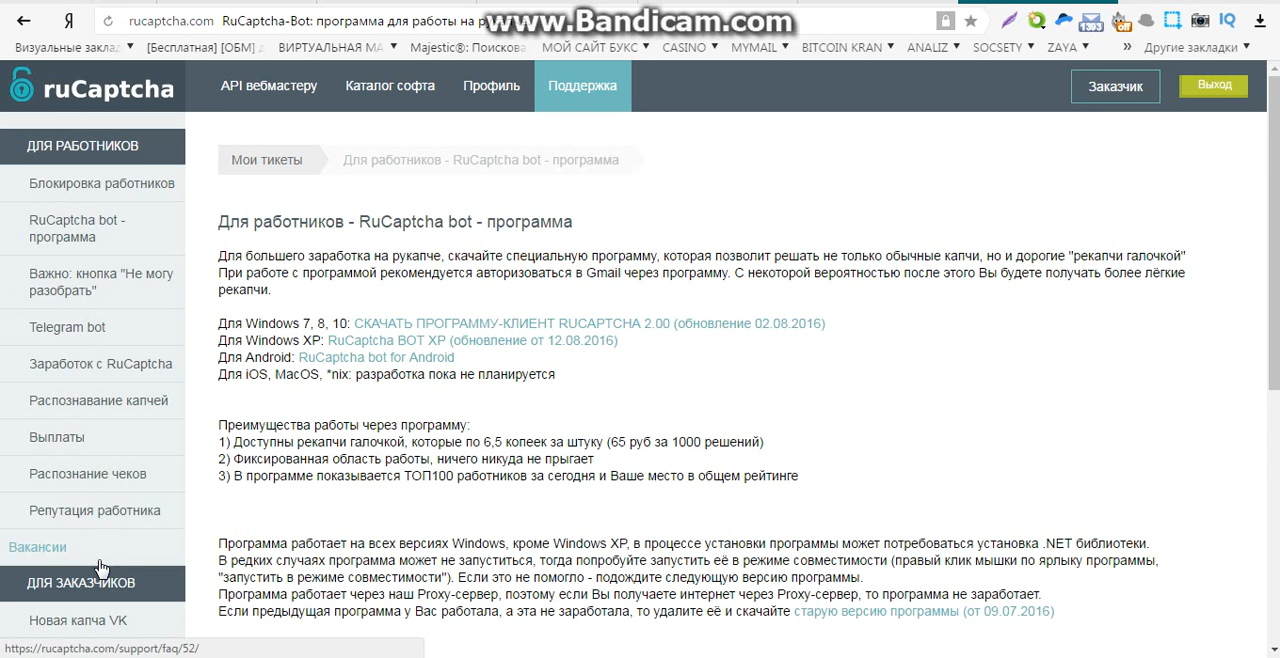 rucaptcha.com RuCaptcha-Bot: программа для работы на
www.Bandicam.com
Визуальные заклад
[Бесплатная] [ОБМ]
ВИРТУАЛЬНАЯ МА
Majestic®: Поискова
МОЙ САЙТ БУКС
CASINO
MYMAIL
BITCOIN KRAN
ANALIZ
SOCSETY
ZAYA
Другие закладки
ruCaptcha
API вебмастеру
Каталог софта
Профиль
Поддержка
Заказчик
Выход
ДЛЯ РАБОТНИКОВ
Блокировка работников
RuCaptcha bot -
программа
Важно: кнопка "Не могу
разобрать"
Telegram bot
Заработок с RuCaptcha
Распознавание капчей
Выплаты
Распознание чеков
Репутация работника
Вакансии
ДЛЯ ЗАКАЗЧИКОВ
Новая капча VK
Мои тикеты
Для работников - RuCaptcha bot - программа
Для работников - RuCaptcha bot - программа
Для большего заработка на рукапче, скачайте специальную программу, которая позволит решать не только обычные капчи, но и дорогие "рекапчи галочкой"
При работе с программой рекомендуется авторизоваться в Gmail через программу. С некоторой вероятностью после этого Вы будете получать более лёгкие
рекапчи.
Для Windows 7, 8, 10: СКАЧАТЬ ПРОГРАММУ-КЛИЕНТ RUCAPTCHA 2.00 (обновление 02.08.2016)
Для Windows XP: RuCaptcha BOT XP (обновление от 12.08.2016)
Для Android: RuCaptcha bot for Android
Для iOS, MacOS, *nix: разработка пока не планируется
Преимущества работы через программу:
1) Доступны рекапчи галочкой, которые по 6,5 копеек за штуку (65 руб за 1000 решений)
2) Фиксированная область работы, ничего никуда не прыгает
3) В программе показывается ТОП100 работников за сегодня и Ваше место в общем рейтинге
Программа работает на всех версиях Windows, кроме Windows XP, в процессе установки программы может потребоваться установка .NET библиотеки.
В редких случаях программа может не запуститься, тогда попробуйте запустить её в режиме совместимости (правый клик мышки по ярлыку программы,
"запустить в режиме совместимости"). Если это не помогло - подождите следующую версию программы.
Программа работает через наш Proxy-сервер, поэтому если Вы получаете интернет через Proxy-сервер, то программа не заработает.
Если предыдущая программа у Вас работала, а эта не заработала, то удалите её и скачайте старую версию программы (от 09.07.2016)
https://rucaptcha.com/support/faq/52/